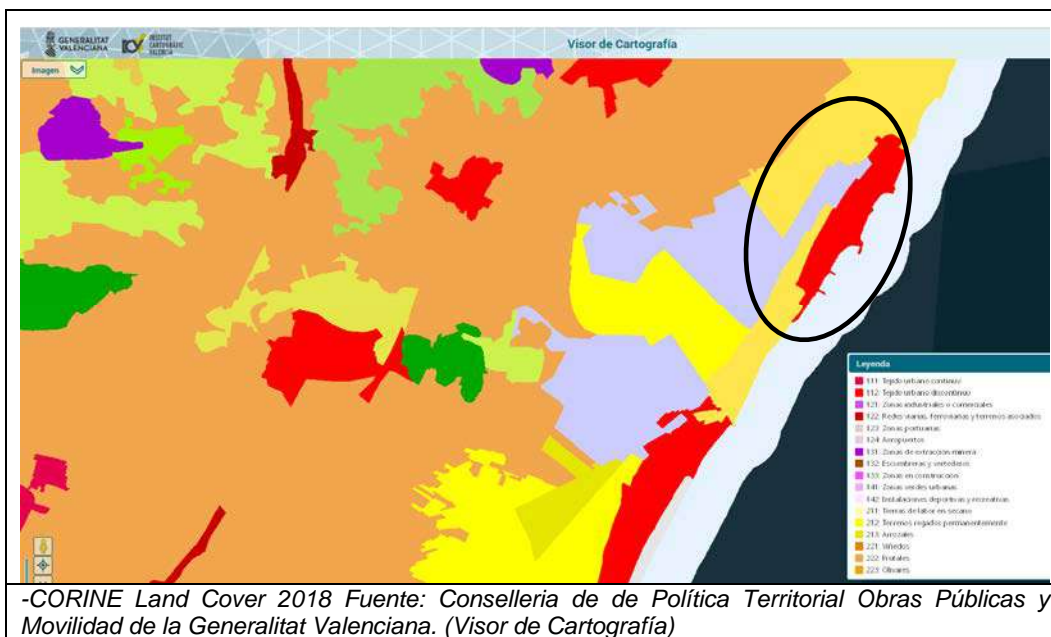 GENERALITAT
VALENCIANA
INSTITUT
CARTOGRÀFIC
VALENCIÀ
Visor de Cartografía
Imagen
Leyenda
111: Tejido urbano continuo
112: Tejido urbano discontinuo
121: Zonas industriales o comerciales
122: Redes viarias, ferroviarias y terrenos asociados
123: Zonas portuarias
124: Aeropuertos
131: Zonas de extracción minera
132: Escombreras y vertederos
133: Zonas en construcción
141: Zonas verdes urbanas
142: Instalaciones deportivas y recreativas
211: Tierras de labor en secano
212: Terrenos regados permanentemente
213: Arrozales
221: Viñedos
222: Frutales
223: Olivares
-CORINE Land Cover 2018 Fuente: Conselleria de de Política Territorial Obras Públicas y
Movilidad de la Generalitat Valenciana. (Visor de Cartografía)